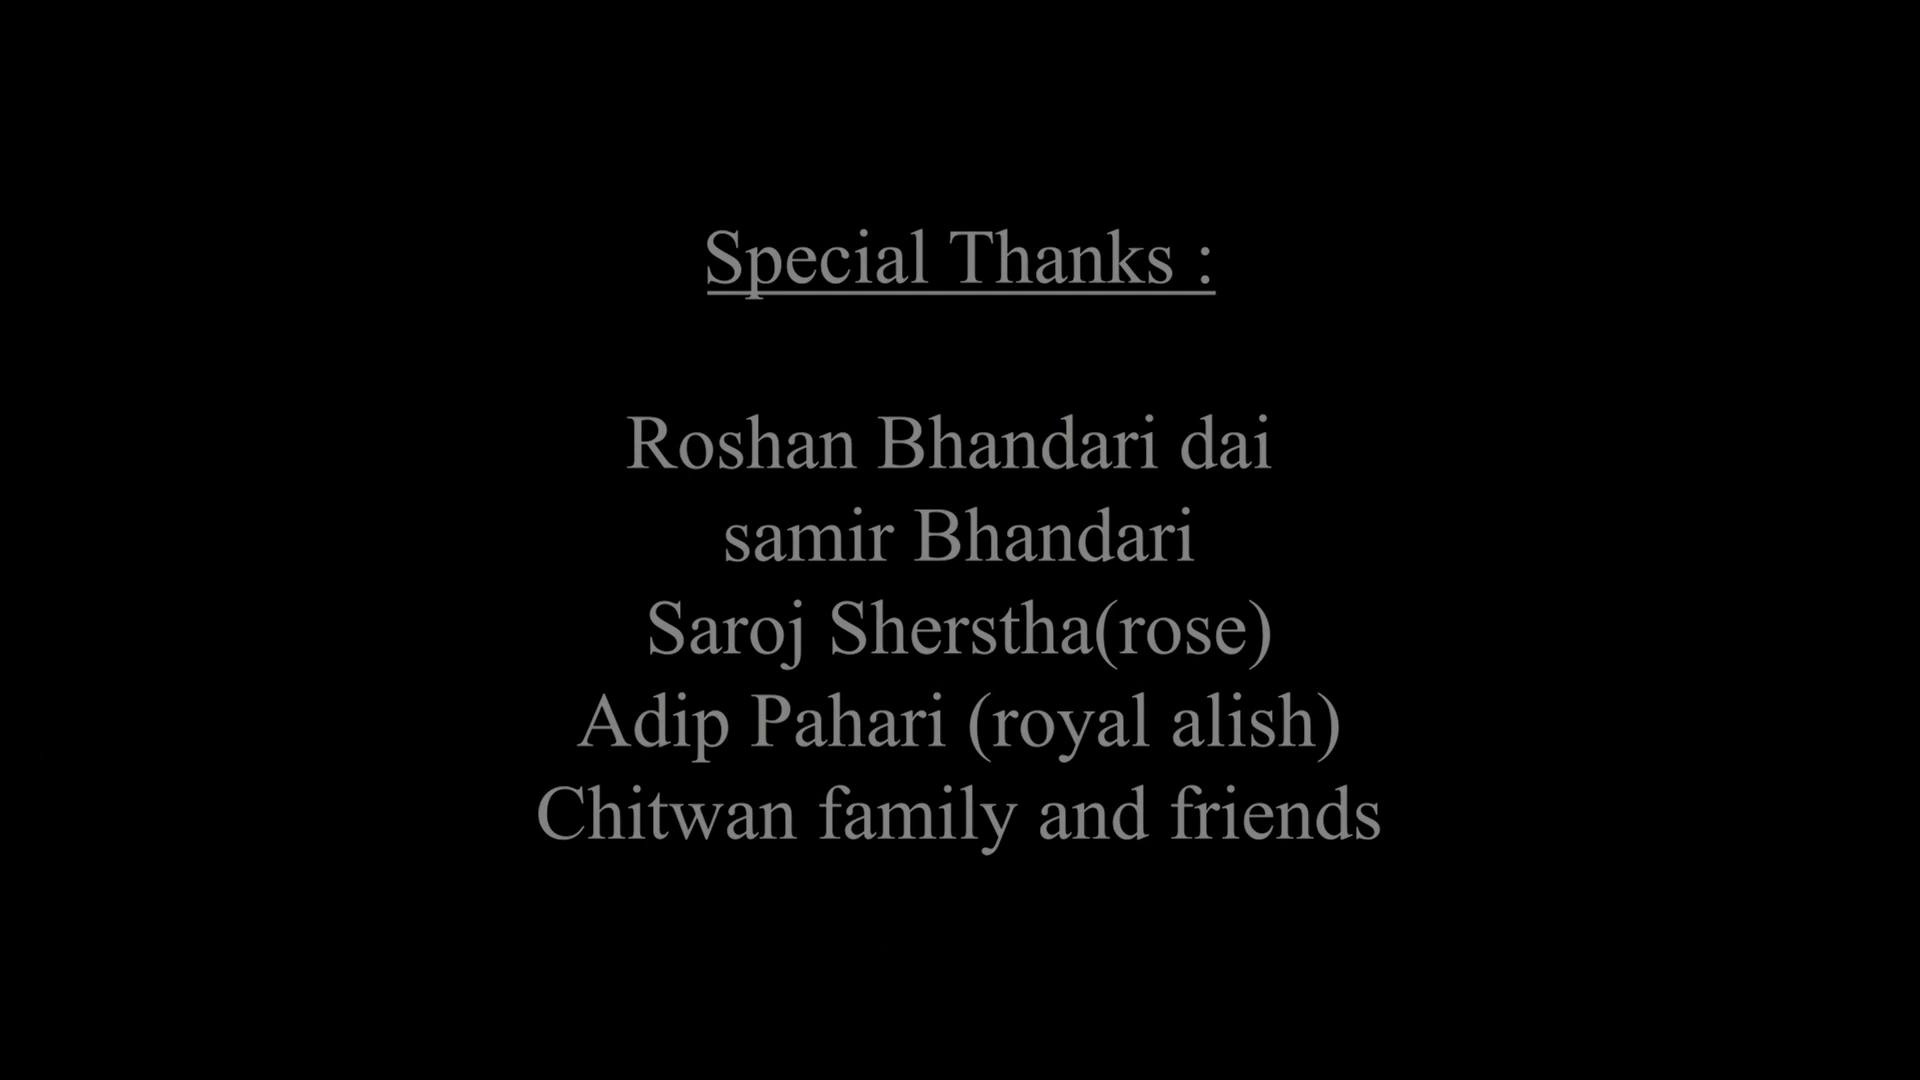 Special Thanks :
Roshan Bhandari dai
samir Bhandari
Saroj Sherstha(rose)
Adip Pahari (royal alish)
Chitwan family and friends